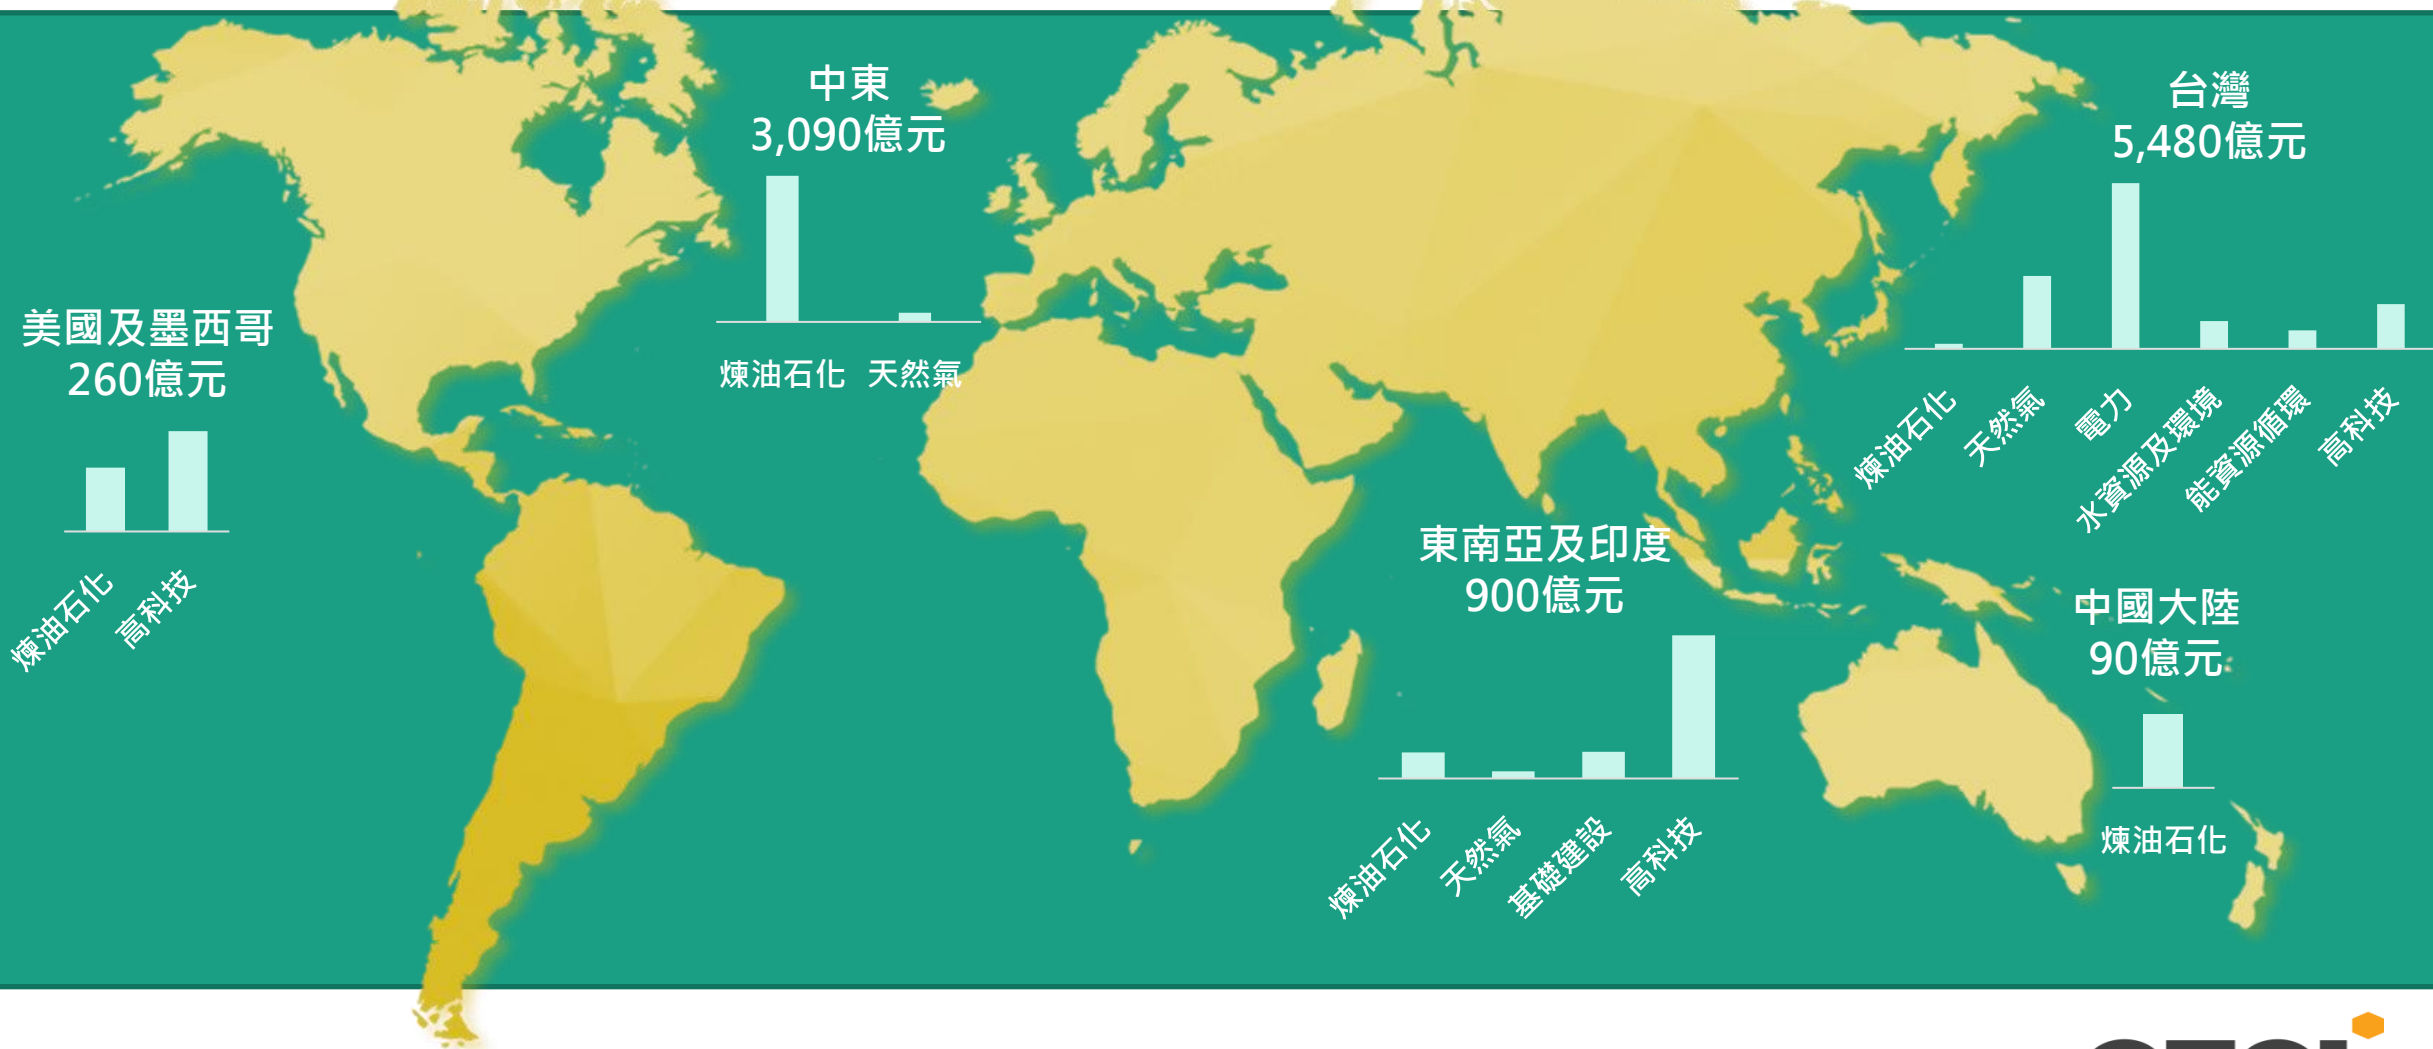 中東
3,090億元
煉油石化
天然氣
台灣
5,480億元
煉油石化
天然氣
電力
水資源及環境
能資源循環
高科技
美國及墨西哥
260億元
煉油石化
高科技
東南亞及印度
900億元
煉油石化
天然氣
基礎建設
高科技
中國大陸
90億元
煉油石化